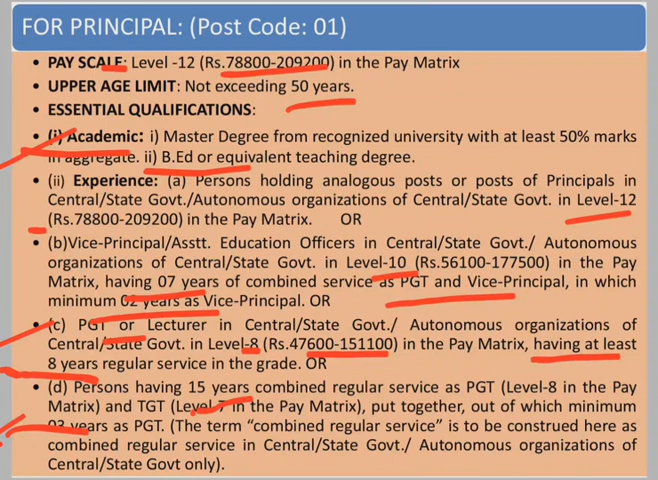 FOR PRINCIPAL: (Post Code: 01)
• PAY SCALE: Level -12 (Rs.78800-209200) in the Pay Matrix
• UPPER AGE LIMIT: Not exceeding 50 years.
• ESSENTIAL QUALIFICATIONS:
• (i) Academic: i) Master Degree from recognized university with at least 50% marks
in aggregate. ii) B.Ed or equivalent teaching degree.
• (ii) Experience: (a) Persons holding analogous posts or posts of Principals in
Central/State Govt./Autonomous organizations of Central/State Govt. in Level-12
(Rs.78800-209200) in the Pay Matrix. OR
• (b)Vice-Principal/Asstt. Education Officers in Central/State Govt./ Autonomous
organizations of Central/State Govt. in Level-10 (Rs.56100-177500) in the Pay
Matrix, having 07 years of combined service as PGT and Vice-Principal, in which
minimum 02 years as Vice-Principal. OR
• (c) PGT or Lecturer in Central/State Govt./ Autonomous organizations of
Central/State Govt. in Level-8 (Rs.47600-151100) in the Pay Matrix, having at least
8 years regular service in the grade. OR
• (d) Persons having 15 years combined regular service as PGT (Level-8 in the Pay
Matrix) and TGT (Level-7 in the Pay Matrix), put together, out of which minimum
03 years as PGT. (The term “combined regular service” is to be construed here as
combined regular service in Central/State Govt./ Autonomous organizations of
Central/State Govt only).